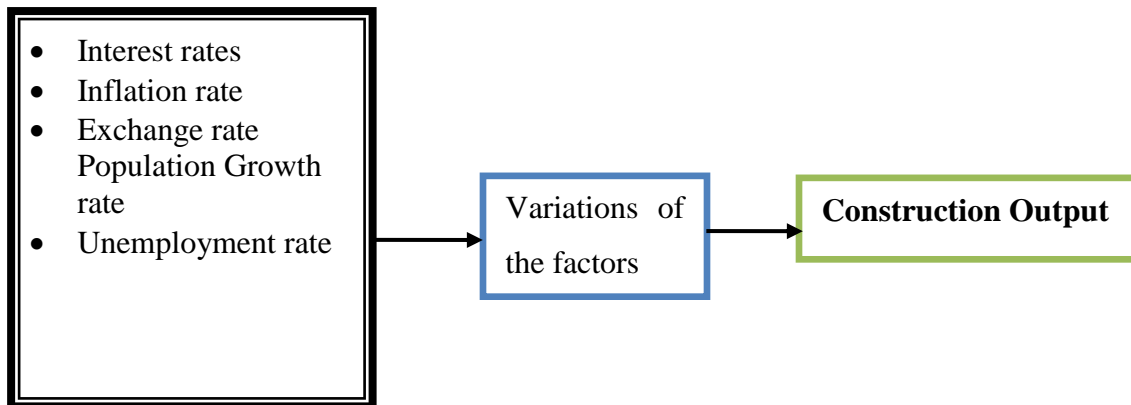 • Interest rates
• Inflation rate
• Exchange rate
Population Growth
rate
• Unemployment rate
Variations of
the factors
Construction Output